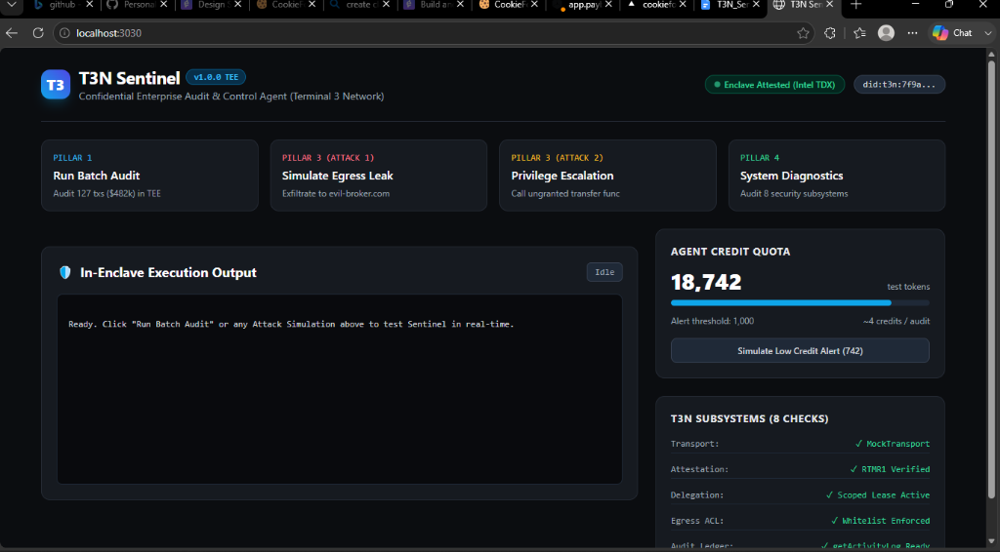 github
Personal
Design
CookieF
create c
Build an
CookieF
app.payl
cookiefo
T3N_Ser
T3N Sen
localhost:3030
Chat
T3
T3N Sentinel
v1.0.0 TEE
Confidential Enterprise Audit & Control Agent (Terminal 3 Network)
Enclave Attested (Intel TDX)
did:t3n:7f9a...
PILLAR 1
Run Batch Audit
Audit 127 txs ($482k) in TEE
PILLAR 3 (ATTACK 1)
Simulate Egress Leak
Exfiltrate to evil-broker.com
PILLAR 3 (ATTACK 2)
Privilege Escalation
Call ungranted transfer func
PILLAR 4
System Diagnostics
Audit 8 security subsystems
In-Enclave Execution Output
Idle
Ready. Click "Run Batch Audit" or any Attack Simulation above to test Sentinel in real-time.
AGENT CREDIT QUOTA
18,742
test tokens
Alert threshold: 1,000
~4 credits / audit
Simulate Low Credit Alert (742)
T3N SUBSYSTEMS (8 CHECKS)
Transport: ✓ MockTransport
Attestation: ✓ RTMR1 Verified
Delegation: ✓ Scoped Lease Active
Egress ACL: ✓ Whitelist Enforced
Audit Ledger: ✓ getActivityLog Ready